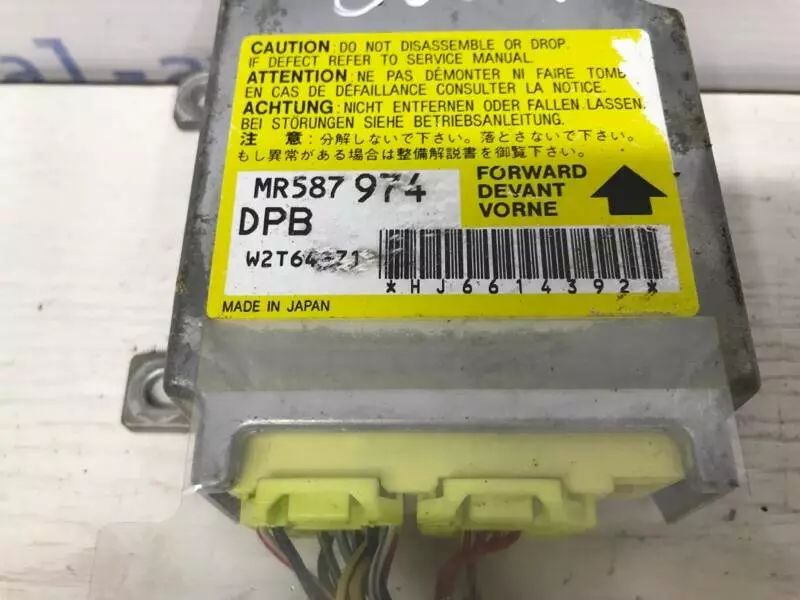 CAUTION: DO NOT DISASSEMBLE OR DROP.
IF DEFECT REFER TO SERVICE MANUAL.
ATTENTION: NE PAS DÉMONTER NI FAIRE
EN CAS DE DÉFAILLANCE CONSULTER LA NOTICE.
ACHTUNG: NICHT ENTFERNEN ODER FALLEN LASSEN.
BEI STÖRUNGEN SIEHE BETRIEBSANLEITUNG.
注 意:分解しないで下さい。落とさないで下さい。
もし異常がある場合は整備解説書を御覧下さい。
MR587974
FORWARD
DEVANT
VORNE
DPB
*HJ6614392*
MADE IN JAPAN